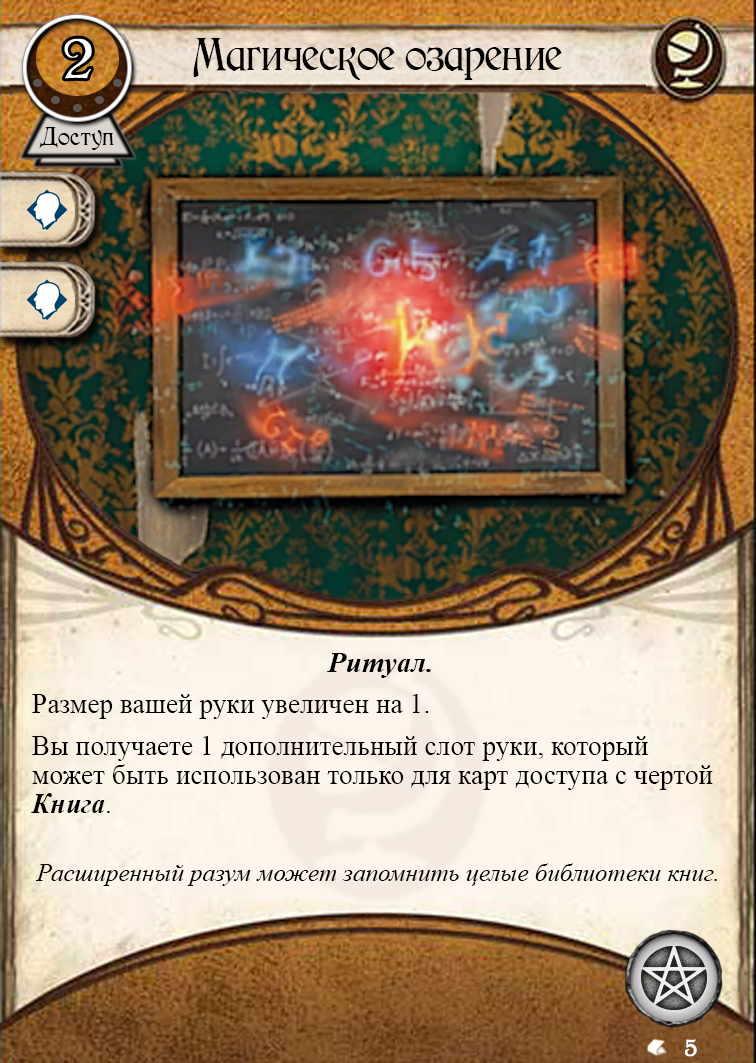 2
Магическое озарение
Доступ
Ритуал.
Размер вашей руки увеличен на 1.
Вы получаете 1 дополнительный слот руки, который
может быть использован только для карт доступа с чертой
Книга.
Расширенный разум может запомнить целые библиотеки книг.
5